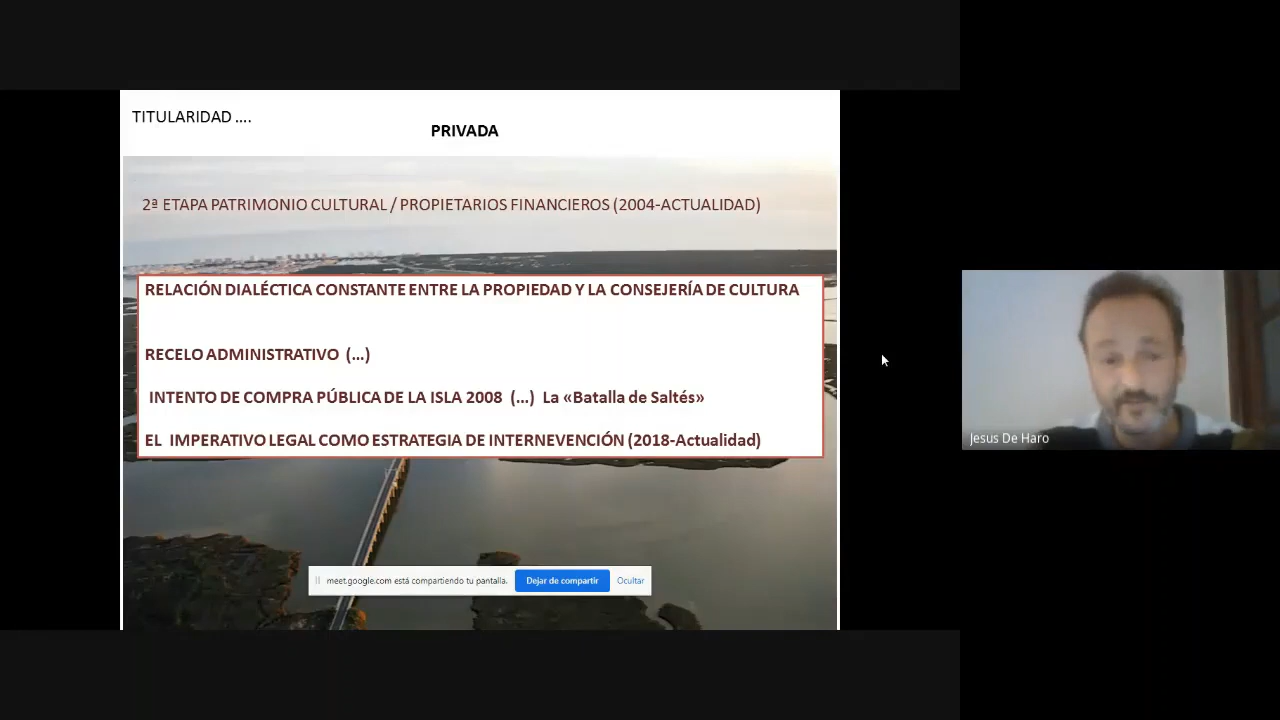 TITULARIDAD ....
PRIVADA
2ª ETAPA PATRIMONIO CULTURAL / PROPIETARIOS FINANCIEROS (2004-ACTUALIDAD)
RELACIÓN DIALÉCTICA CONSTANTE ENTRE LA PROPIEDAD Y LA CONSEJERÍA DE CULTURA
RECELO ADMINISTRATIVO (...)
INTENTO DE COMPRA PÚBLICA DE LA ISLA 2008 (...) La «Batalla de Saltés»
EL IMPERATIVO LEGAL COMO ESTRATEGIA DE INTERNEVENCIÓN (2018-Actualidad)
meet.google.com está compartiendo tu pantalla. Dejar de compartir Ocultar
Jesus De Haro